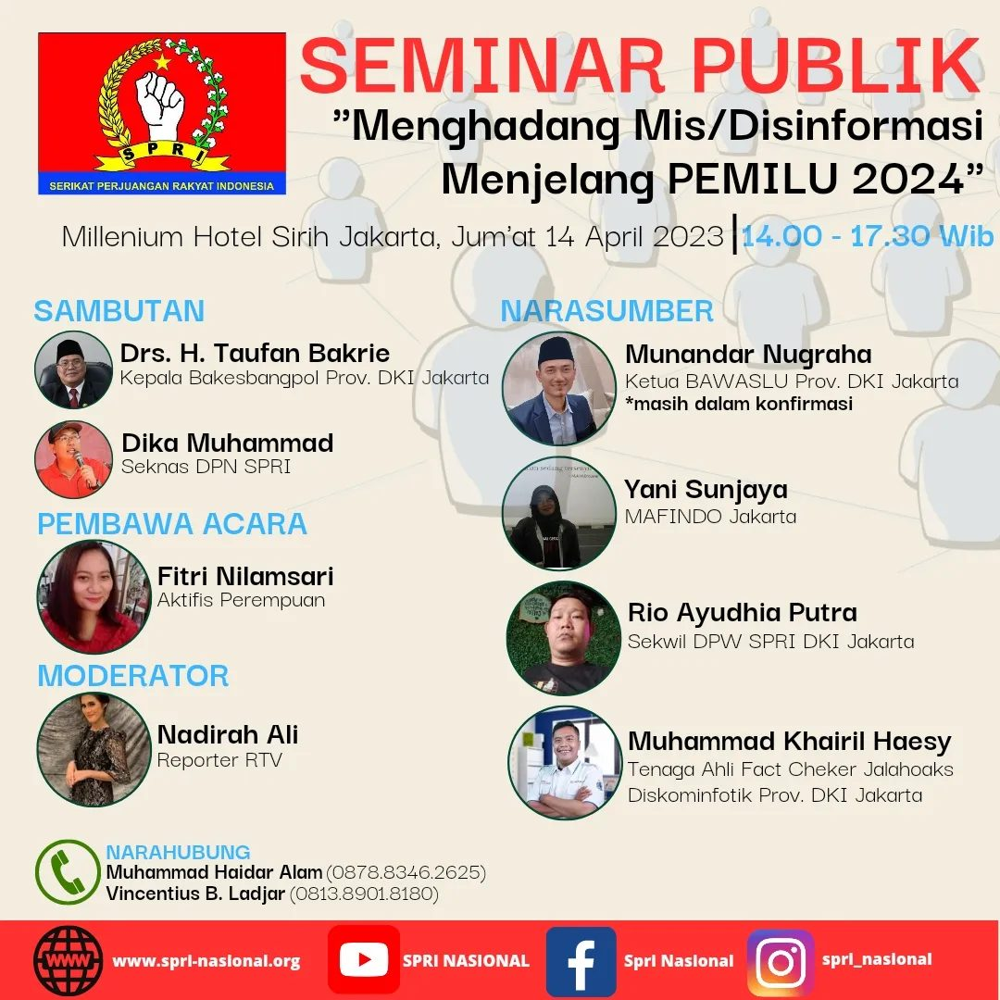 SPRI
SERIKAT PERJUANGAN RAKYAT INDONESIA
SEMINAR PUBLIK
"Menghadang Mis/Disinformasi
Menjelang PEMILU 2024"
Millenium Hotel Sirih Jakarta, Jum'at 14 April 2023 | 14.00 - 17.30 Wib
SAMBUTAN
Drs. H. Taufan Bakrie
Kepala Bakesbangpol Prov. DKI Jakarta
Dika Muhammad
Seknas DPN SPRI
PEMBAWA ACARA
Fitri Nilamsari
Aktifis Perempuan
MODERATOR
Nadirah Ali
Reporter RTV
NARASUMBER
Munandar Nugraha
Ketua BAWASLU Prov. DKI Jakarta
*masih dalam konfirmasi
sedang tersenyum
Yani Sunjaya
MAFINDO Jakarta
Rio Ayudhia Putra
Sekwil DPW SPRI DKI Jakarta
Muhammad Khairil Haesy
Tenaga Ahli Fact Cheker Jalahoaks
Diskominfotik Prov. DKI Jakarta
NARAHUBUNG
Muhammad Haidar Alam (0878.8346.2625)
Vincentius B. Ladjar (0813.8901.8180)
www.spri-nasional.org
SPRI NASIONAL
Spri Nasional
spri_nasional